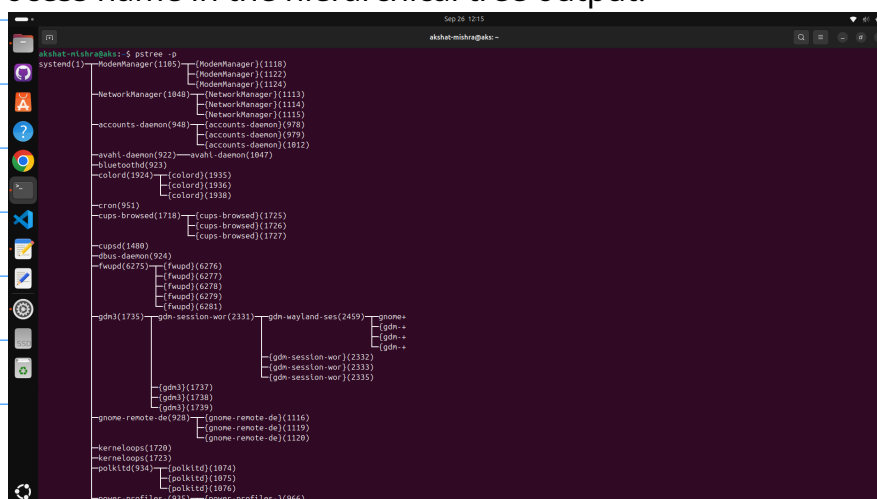 Sep 26 12:15
akshat-mishra@aks: ~
akshat-mishra@aks:~$ pstree -p
systemd(1)─┬─ModemManager(1105)─┬─{ModemManager}(1118)
├─{ModemManager}(1122)
└─{ModemManager}(1124)
├─NetworkManager(1048)─┬─{NetworkManager}(1113)
├─{NetworkManager}(1114)
└─{NetworkManager}(1115)
├─accounts-daemon(948)─┬─{accounts-daemon}(978)
├─{accounts-daemon}(979)
└─{accounts-daemon}(1012)
├─avahi-daemon(922)───avahi-daemon(1047)
├─bluetoothd(923)
├─colord(1924)─┬─{colord}(1935)
├─{colord}(1936)
└─{colord}(1938)
├─cron(951)
├─cups-browsed(1718)─┬─{cups-browsed}(1725)
├─{cups-browsed}(1726)
└─{cups-browsed}(1727)
├─cupsd(1480)
├─dbus-daemon(924)
├─fwupd(6275)─┬─{fwupd}(6276)
├─{fwupd}(6277)
├─{fwupd}(6278)
├─{fwupd}(6279)
└─{fwupd}(6281)
├─gdm3(1735)─┬─gdm-session-wor(2331)─┬─gdm-wayland-ses(2459)─┬─gnome+
├─{gdm-+
├─{gdm-+
└─{gdm-+
├─{gdm-session-wor}(2332)
├─{gdm-session-wor}(2333)
└─{gdm-session-wor}(2335)
├─{gdm3}(1737)
├─{gdm3}(1738)
└─{gdm3}(1739)
├─gnome-remote-de(928)─┬─{gnome-remote-de}(1116)
├─{gnome-remote-de}(1119)
└─{gnome-remote-de}(1120)
├─kerneloops(1720)
├─kerneloops(1723)
├─polkitd(934)─┬─{polkitd}(1074)
├─{polkitd}(1075)
└─{polkitd}(1076)
├─power-profiles-(935)─┬─{power-profiles-}(966)